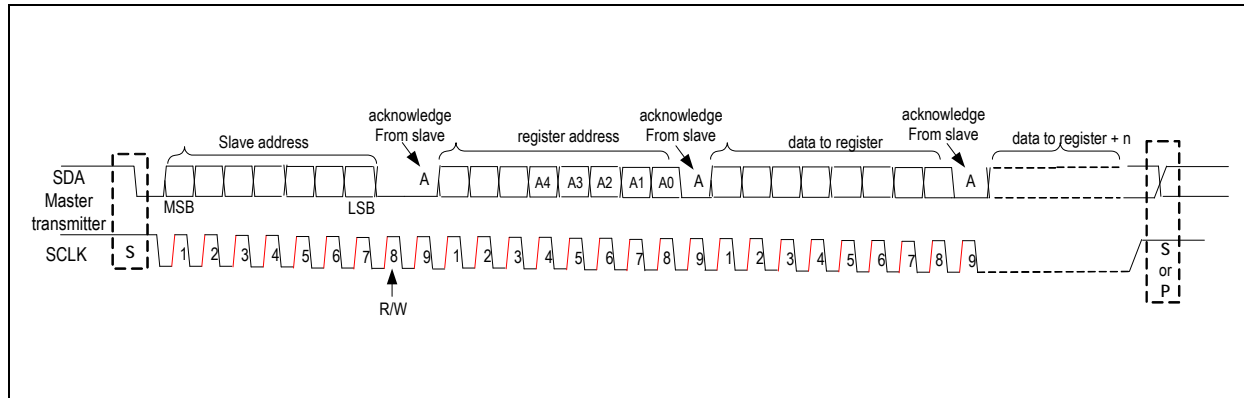 acknowledge
From slave
acknowledge
From slave
acknowledge
From slave
Slave address
register address
data to register
data to register + n
SDA
Master
transmitter
A
A4 A3 A2 A1 A0
A
A
MSB
LSB
SCLK
S
1 2 3 4 5 6 7 8 9 1 2 3 4 5 6 7 8 9 1 2 3 4 5 6 7 8 9
S
or
P
R/W